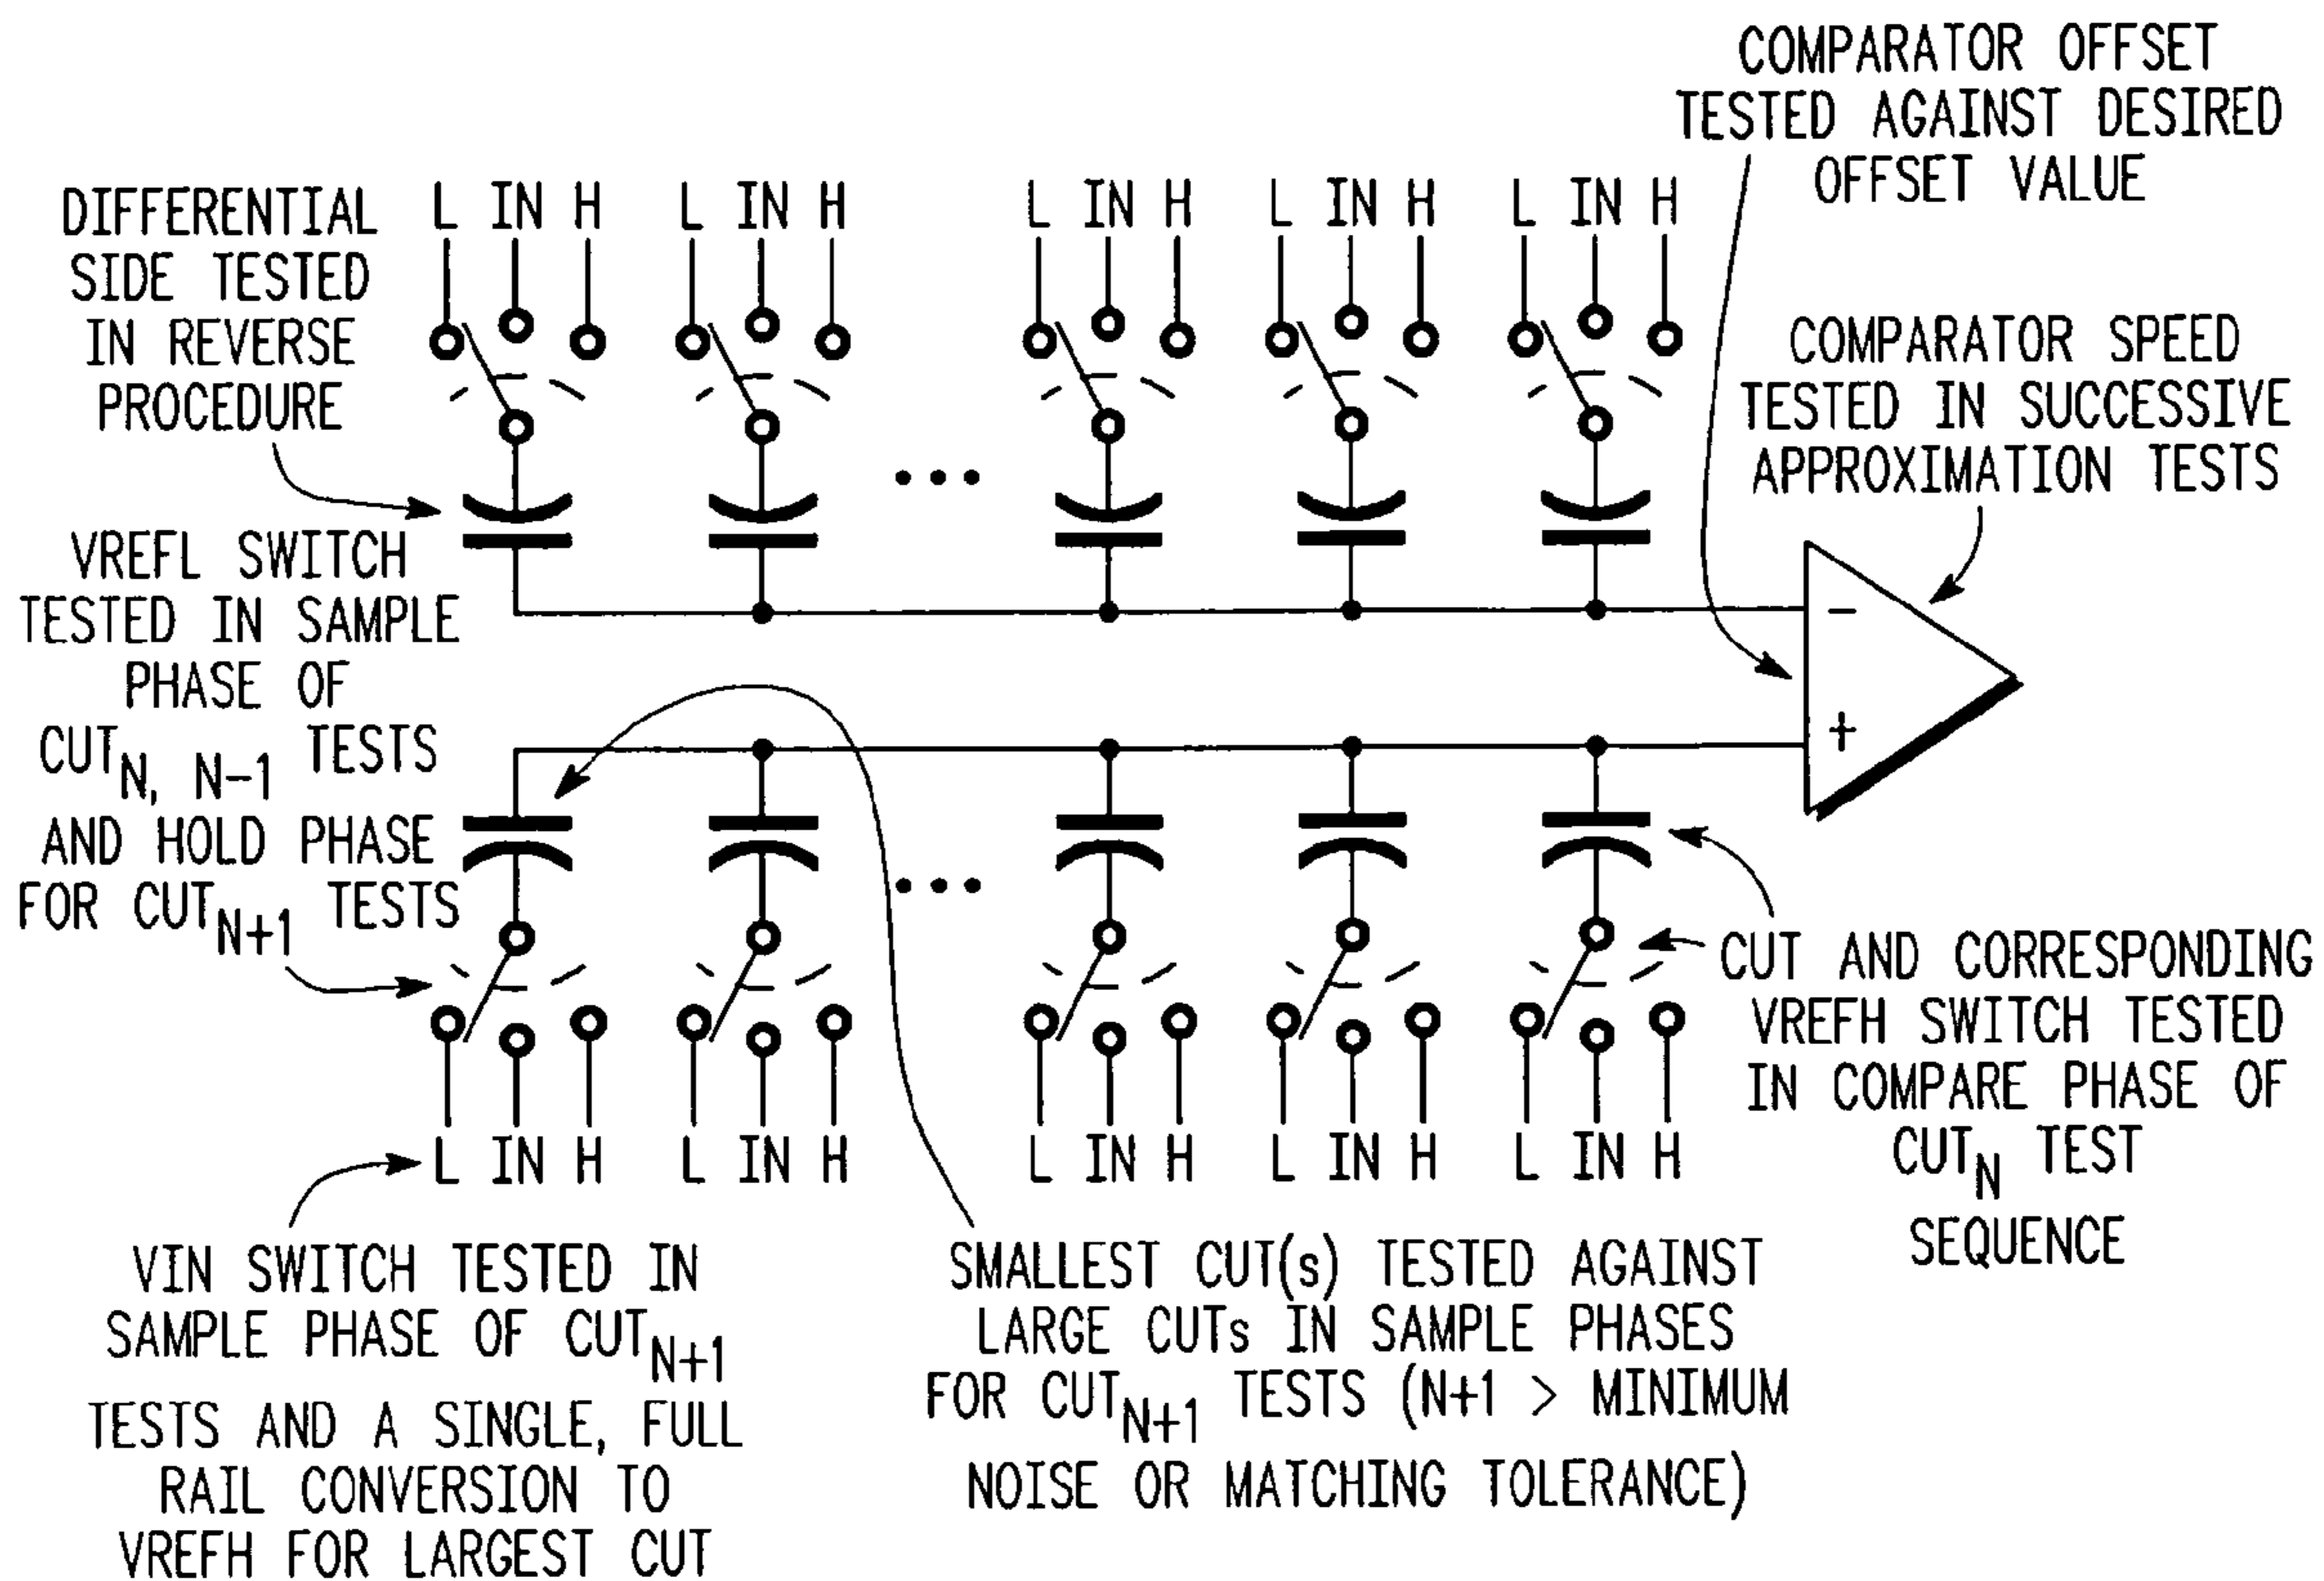 COMPARATOR OFFSET
TESTED AGAINST DESIRED
OFFSET VALUE
DIFFERENTIAL
SIDE TESTED
IN REVERSE
PROCEDURE
L IN H L IN H L IN H L IN H L IN H
COMPARATOR SPEED
TESTED IN SUCCESSIVE
APPROXIMATION TESTS
VREFL SWITCH
TESTED IN SAMPLE
PHASE OF
CUTN, N-1 TESTS
AND HOLD PHASE
FOR CUTN+1 TESTS
• • •
−
+
• • •
CUT AND CORRESPONDING
VREFH SWITCH TESTED
IN COMPARE PHASE OF
CUTN TEST
SEQUENCE
L IN H L IN H L IN H L IN H L IN H
VIN SWITCH TESTED IN
SAMPLE PHASE OF CUTN+1
TESTS AND A SINGLE, FULL
RAIL CONVERSION TO
VREFH FOR LARGEST CUT
SMALLEST CUT(s) TESTED AGAINST
LARGE CUTs IN SAMPLE PHASES
FOR CUTN+1 TESTS (N+1 > MINIMUM
NOISE OR MATCHING TOLERANCE)